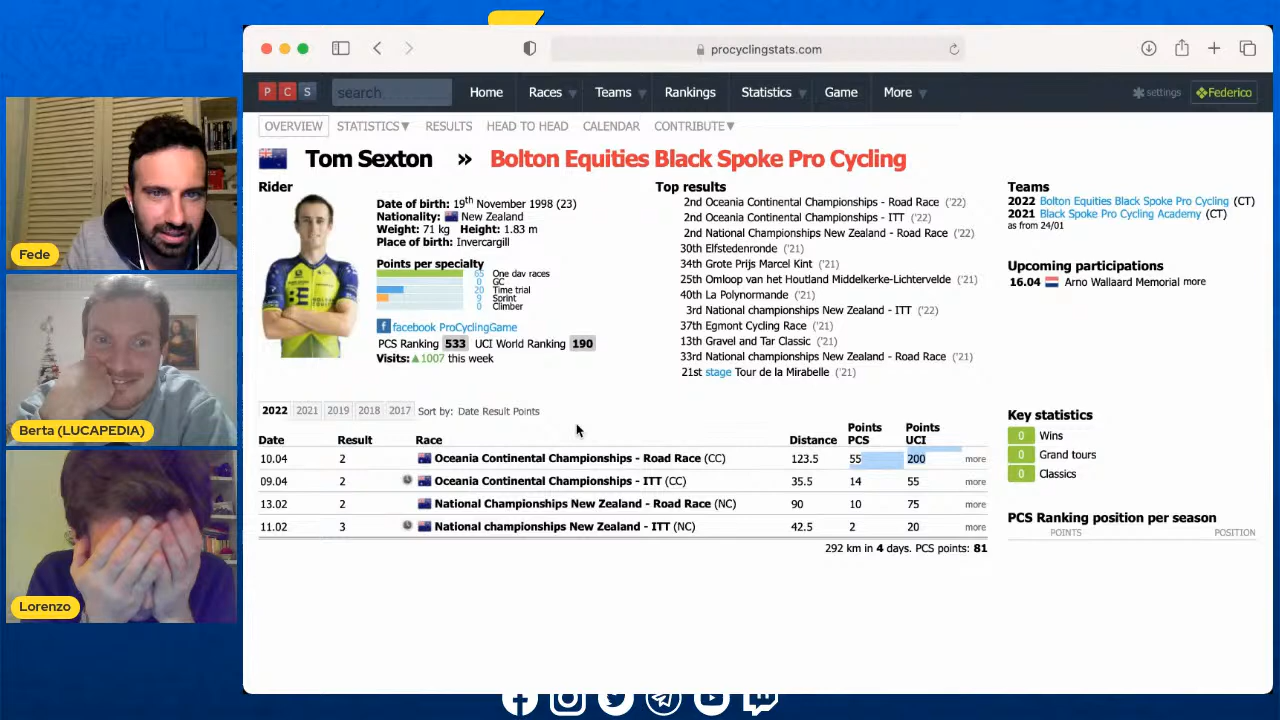 procyclingstats.com
P C S
search
Home
Races
Teams
Rankings
Statistics
Game
More
settings
Federico
OVERVIEW
STATISTICS
RESULTS
HEAD TO HEAD
CALENDAR
CONTRIBUTE
Tom Sexton » Bolton Equities Black Spoke Pro Cycling
Rider
Date of birth: 19th November 1998 (23)
Nationality: New Zealand
Weight: 71 kg Height: 1.83 m
Place of birth: Invercargill
Points per specialty
65 One day races
0 GC
20 Time trial
9 Sprint
0 Climber
facebook ProCyclingGame
PCS Ranking 533 UCI World Ranking 190
Visits: ▲1007 this week
Top results
2nd Oceania Continental Championships - Road Race ('22)
2nd Oceania Continental Championships - ITT ('22)
2nd National Championships New Zealand - Road Race ('22)
30th Elfstedenronde ('21)
34th Grote Prijs Marcel Kint ('21)
25th Omloop van het Houtland Middelkerke-Lichtervelde ('21)
40th La Polynormande ('21)
3rd National championships New Zealand - ITT ('22)
37th Egmont Cycling Race ('21)
13th Gravel and Tar Classic ('21)
33rd National championships New Zealand - Road Race ('21)
21st stage Tour de la Mirabelle ('21)
Teams
2022 Bolton Equities Black Spoke Pro Cycling (CT)
2021 Black Spoke Pro Cycling Academy (CT)
as from 24/01
Upcoming participations
16.04 Arno Wallaard Memorial more
2022 2021 2019 2018 2017 Sort by: Date Result Points
Date Result Race Distance Points PCS Points UCI
10.04 2 Oceania Continental Championships - Road Race (CC) 123.5 55 200 more
09.04 2 Oceania Continental Championships - ITT (CC) 35.5 14 55 more
13.02 2 National Championships New Zealand - Road Race (NC) 90 10 75 more
11.02 3 National championships New Zealand - ITT (NC) 42.5 2 20 more
292 km in 4 days. PCS points: 81
Key statistics
0 Wins
0 Grand tours
0 Classics
PCS Ranking position per season
POINTS POSITION
Fede
Berta (LUCAPEDIA)
Lorenzo